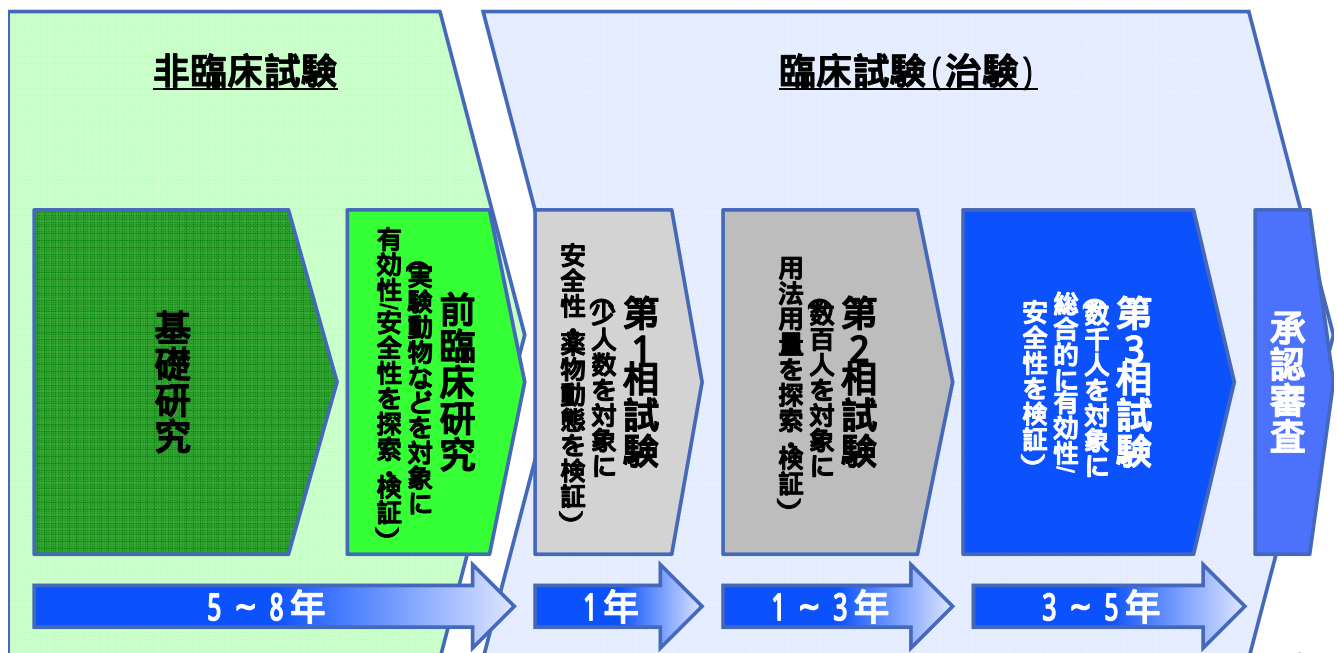 非臨床試験
臨床試験(治験)
基礎研究
前臨床研究
(実験動物などを対象に
有効性/安全性を探索・検証)
第1相試験
(少人数を対象に
安全性・薬物動態を検証)
第2相試験
(数百人を対象に
用法用量を探索・検証)
第3相試験
(数千人を対象に
総合的に有効性/
安全性を検証)
承認審査
5~8年
1年
1~3年
3~5年